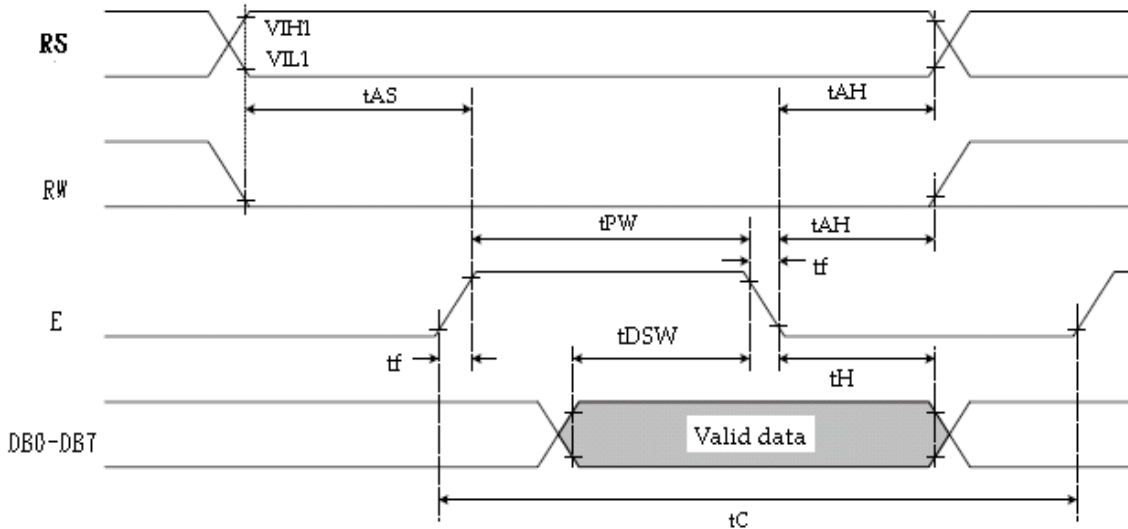 RS
VIH1
VIL1
tAS
tAH
RW
tPW
tAH
tf
E
tDSW
tf
tH
DB0-DB7
Valid data
tC